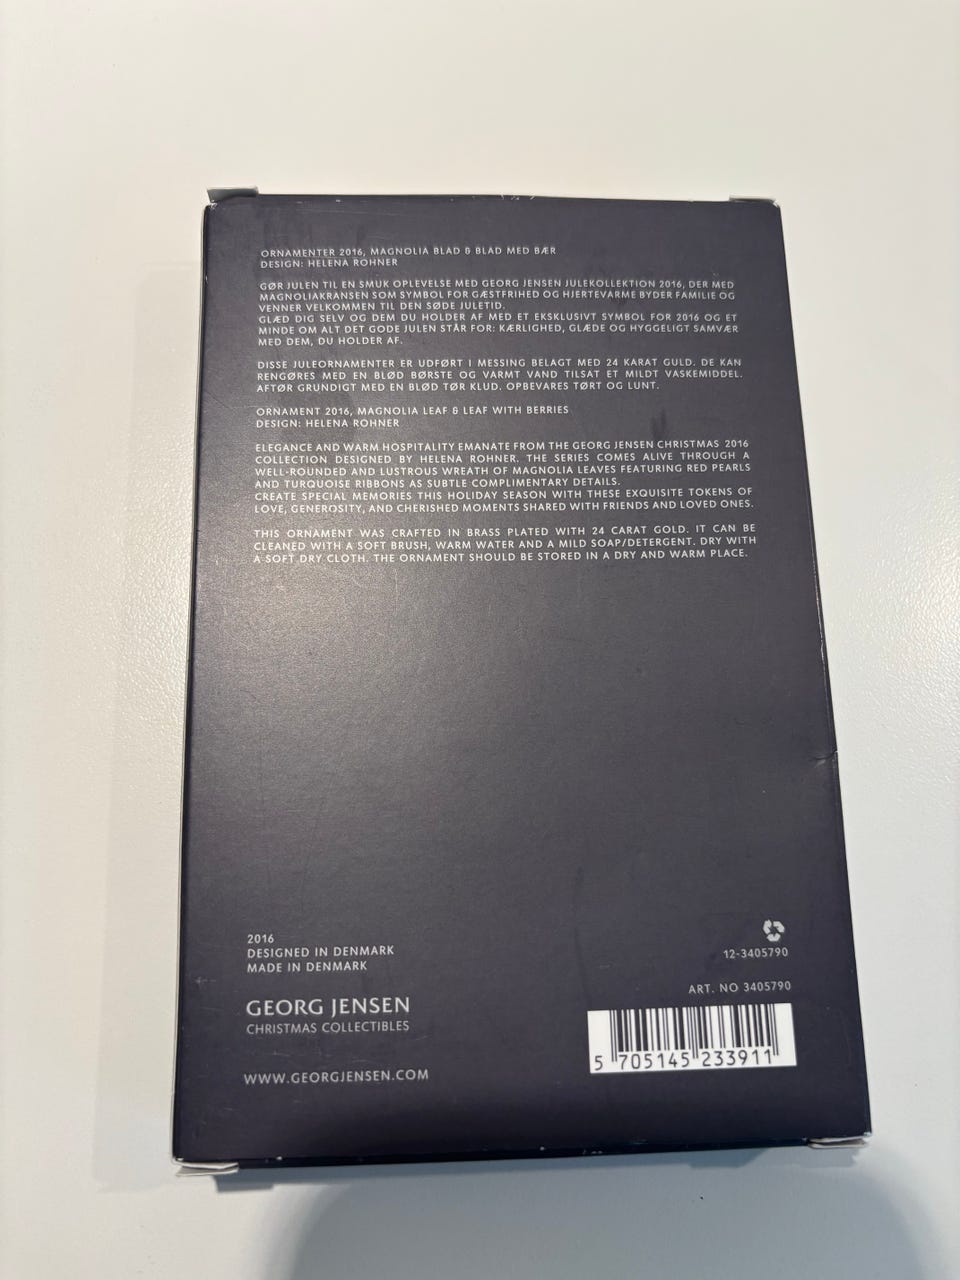 ORNAMENTER 2016, MAGNOLIA BLAD & BLAD MED BÆR
DESIGN: HELENA ROHNER
GØR JULEN TIL EN SMUK OPLEVELSE MED GEORG JENSEN JULEKOLLEKTION 2016, DER MED
MAGNOLIAKRANSEN SOM SYMBOL FOR GÆSTFRIHED OG HJERTEVARME BYDER FAMILIE OG
VENNER VELKOMMEN TIL DEN SØDE JULETID.
GLÆD DIG SELV OG DEM DU HOLDER AF MED ET EKSKLUSIVT SYMBOL FOR 2016 OG ET
MINDE OM ALT DET GODE JULEN STÅR FOR: KÆRLIGHED, GLÆDE OG HYGGELIGT SAMVÆR
MED DEM, DU HOLDER AF.
DISSE JULEORNAMENTER ER UDFØRT I MESSING BELAGT MED 24 KARAT GULD. DE KAN
RENGØRES MED EN BLØD BØRSTE OG VARMT VAND TILSAT ET MILDT VASKEMIDDEL.
AFTØR GRUNDIGT MED EN BLØD TØR KLUD. OPBEVARES TØRT OG LUNT.
ORNAMENT 2016, MAGNOLIA LEAF & LEAF WITH BERRIES
DESIGN: HELENA ROHNER
ELEGANCE AND WARM HOSPITALITY EMANATE FROM THE GEORG JENSEN CHRISTMAS 2016
COLLECTION DESIGNED BY HELENA ROHNER. THE SERIES COMES ALIVE THROUGH A
WELL-ROUNDED AND LUSTROUS WREATH OF MAGNOLIA LEAVES FEATURING RED PEARLS
AND TURQUOISE RIBBONS AS SUBTLE COMPLIMENTARY DETAILS.
CREATE SPECIAL MEMORIES THIS HOLIDAY SEASON WITH THESE EXQUISITE TOKENS OF
LOVE, GENEROSITY, AND CHERISHED MOMENTS SHARED WITH FRIENDS AND LOVED ONES.
THIS ORNAMENT WAS CRAFTED IN BRASS PLATED WITH 24 CARAT GOLD. IT CAN BE
CLEANED WITH A SOFT BRUSH, WARM WATER AND A MILD SOAP/DETERGENT. DRY WITH
A SOFT DRY CLOTH. THE ORNAMENT SHOULD BE STORED IN A DRY AND WARM PLACE.
2016
DESIGNED IN DENMARK
MADE IN DENMARK
GEORG JENSEN
CHRISTMAS COLLECTIBLES
WWW.GEORGJENSEN.COM
12-3405790
ART. NO 3405790
5 705145 233911